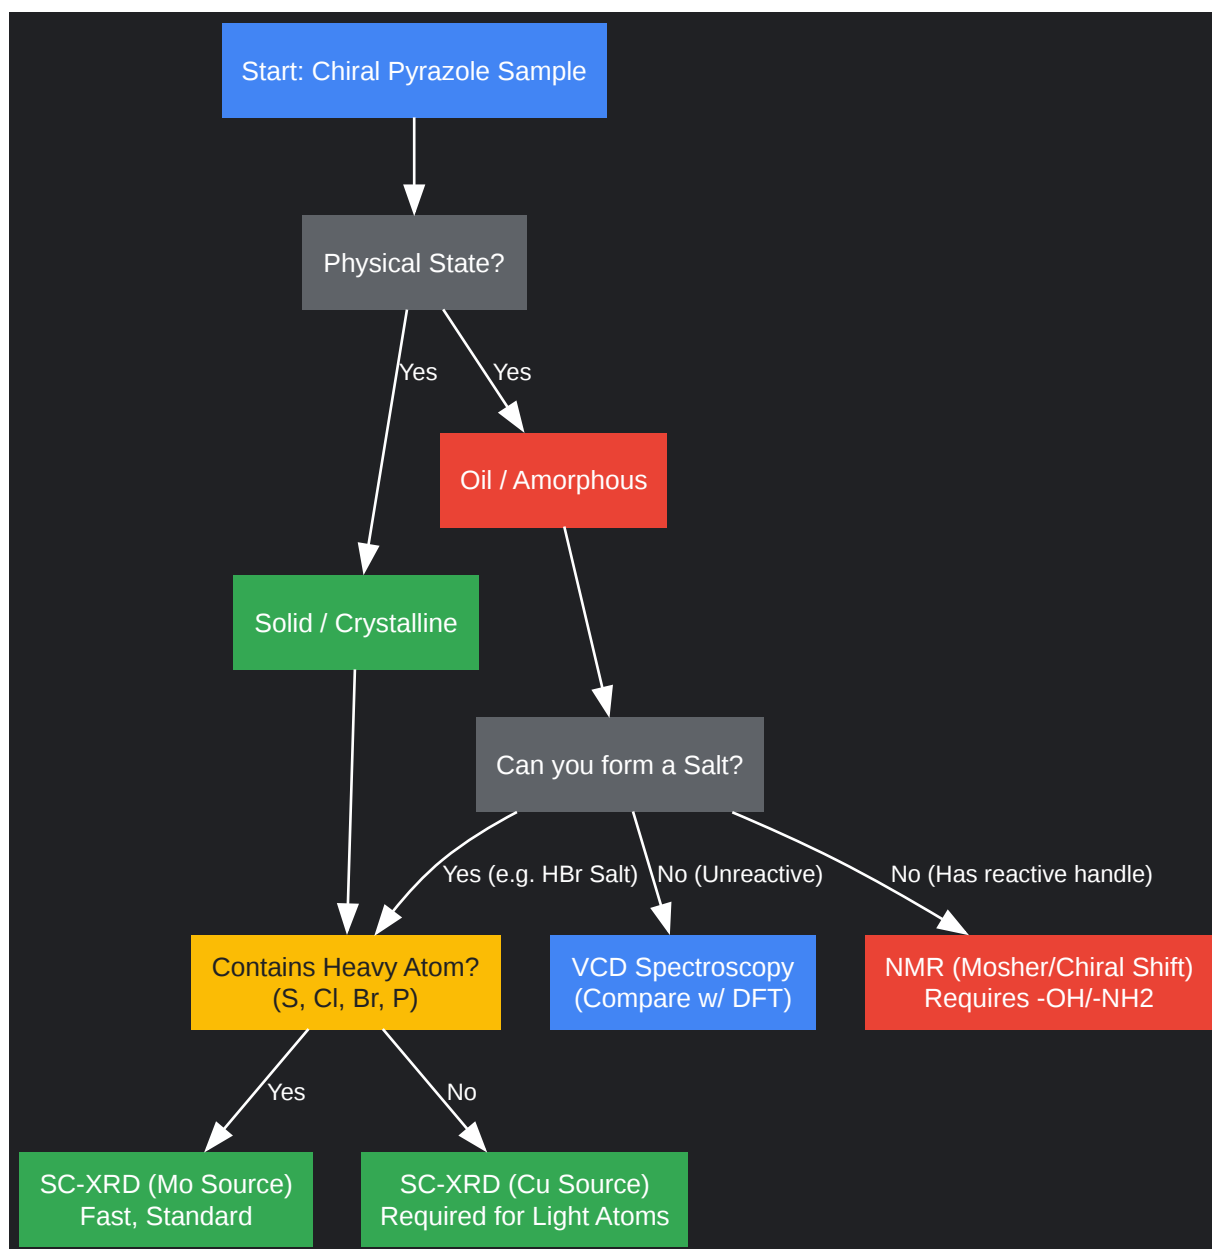 Start: Chiral Pyrazole Sample
Physical State?
Yes
Yes
Oil / Amorphous
Solid / Crystalline
Can you form a Salt?
Yes (e.g. HBr Salt)
No (Unreactive)
No (Has reactive handle)
Contains Heavy Atom?
(S, Cl, Br, P)
VCD Spectroscopy
(Compare w/ DFT)
NMR (Mosher/Chiral Shift)
Requires -OH/-NH2
Yes
No
SC-XRD (Mo Source)
Fast, Standard
SC-XRD (Cu Source)
Required for Light Atoms